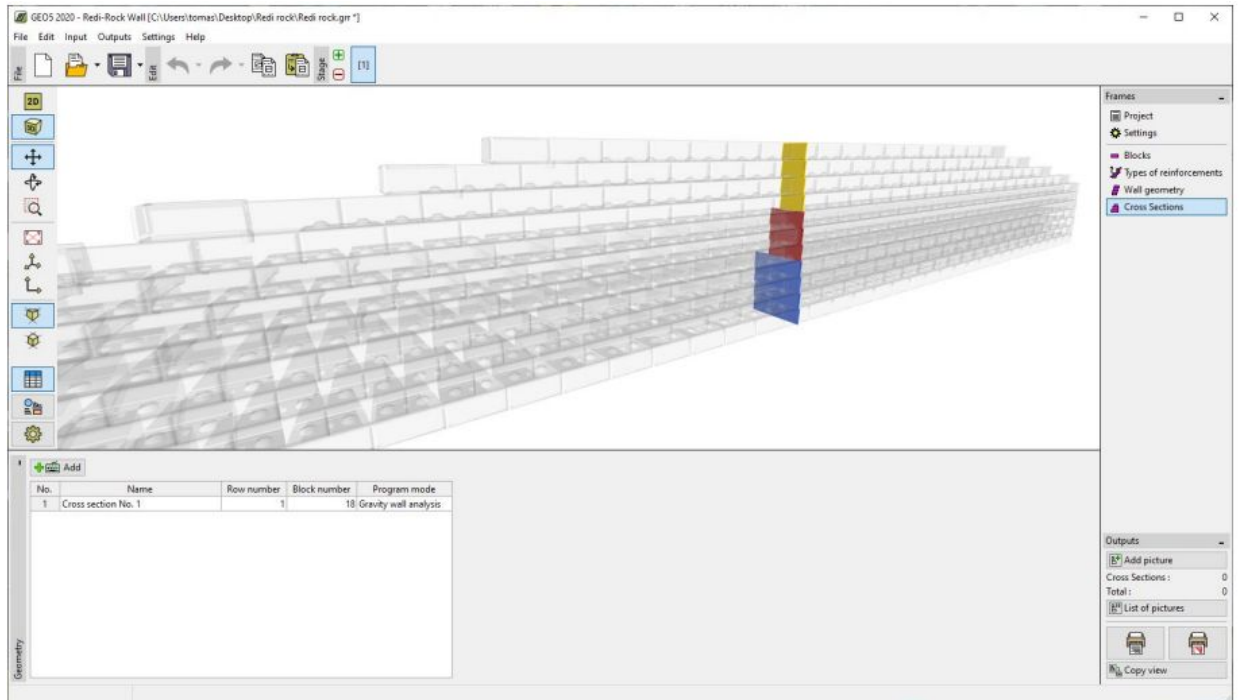 GEO5 2020 - Redi-Rock Wall [C:\Users\tomas\Desktop\Redi rock\Redi rock.grr *]
File Edit Input Outputs Settings Help
File
Edit
Stage
[1]
2D
3D
Frames
Project
Settings
Blocks
Types of reinforcements
Wall geometry
Cross Sections
Add
No. Name Row number Block number Program mode
1 Cross section No. 1 1 18 Gravity wall analysis
Geometry
Outputs
Add picture
Cross Sections : 0
Total : 0
List of pictures
Copy view